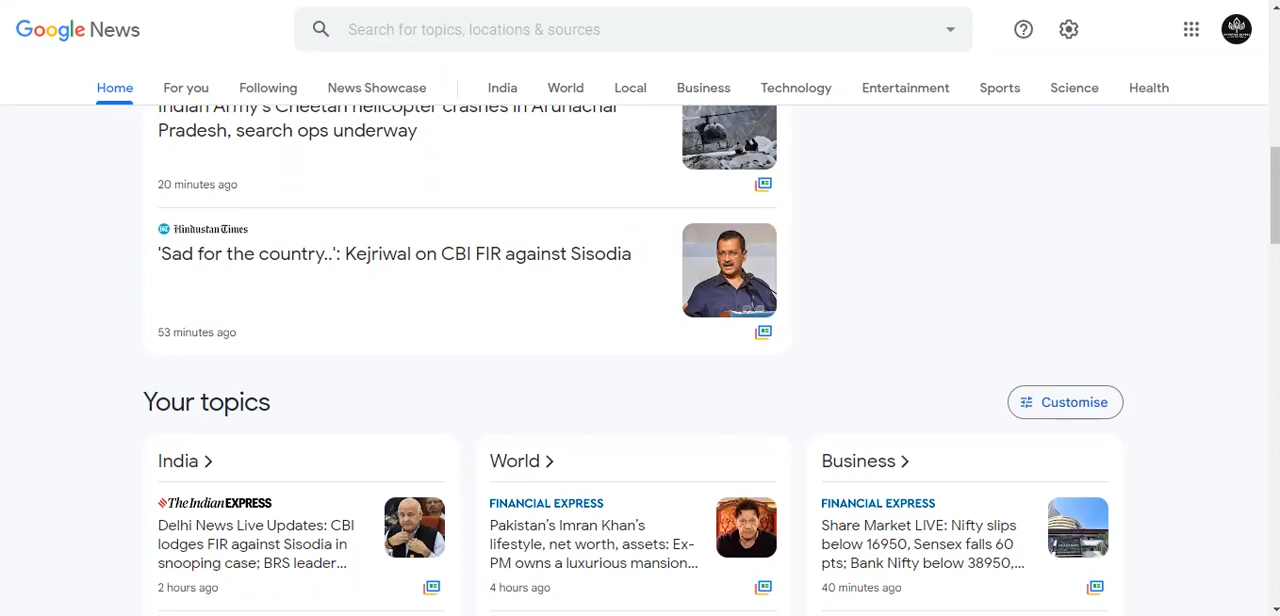 Google News
Search for topics, locations & sources
Home For you Following News Showcase India World Local Business Technology Entertainment Sports Science Health
Indian Army's Cheetah helicopter crashes in Arunachal
Pradesh, search ops underway
20 minutes ago
Hindustan Times
'Sad for the country..': Kejriwal on CBI FIR against Sisodia
53 minutes ago
Your topics
Customise
India >
The Indian EXPRESS
Delhi News Live Updates: CBI
lodges FIR against Sisodia in
snooping case; BRS leader...
2 hours ago
World >
FINANCIAL EXPRESS
Pakistan's Imran Khan's
lifestyle, net worth, assets: Ex-
PM owns a luxurious mansion...
4 hours ago
Business >
FINANCIAL EXPRESS
Share Market LIVE: Nifty slips
below 16950, Sensex falls 60
pts; Bank Nifty below 38950,...
40 minutes ago